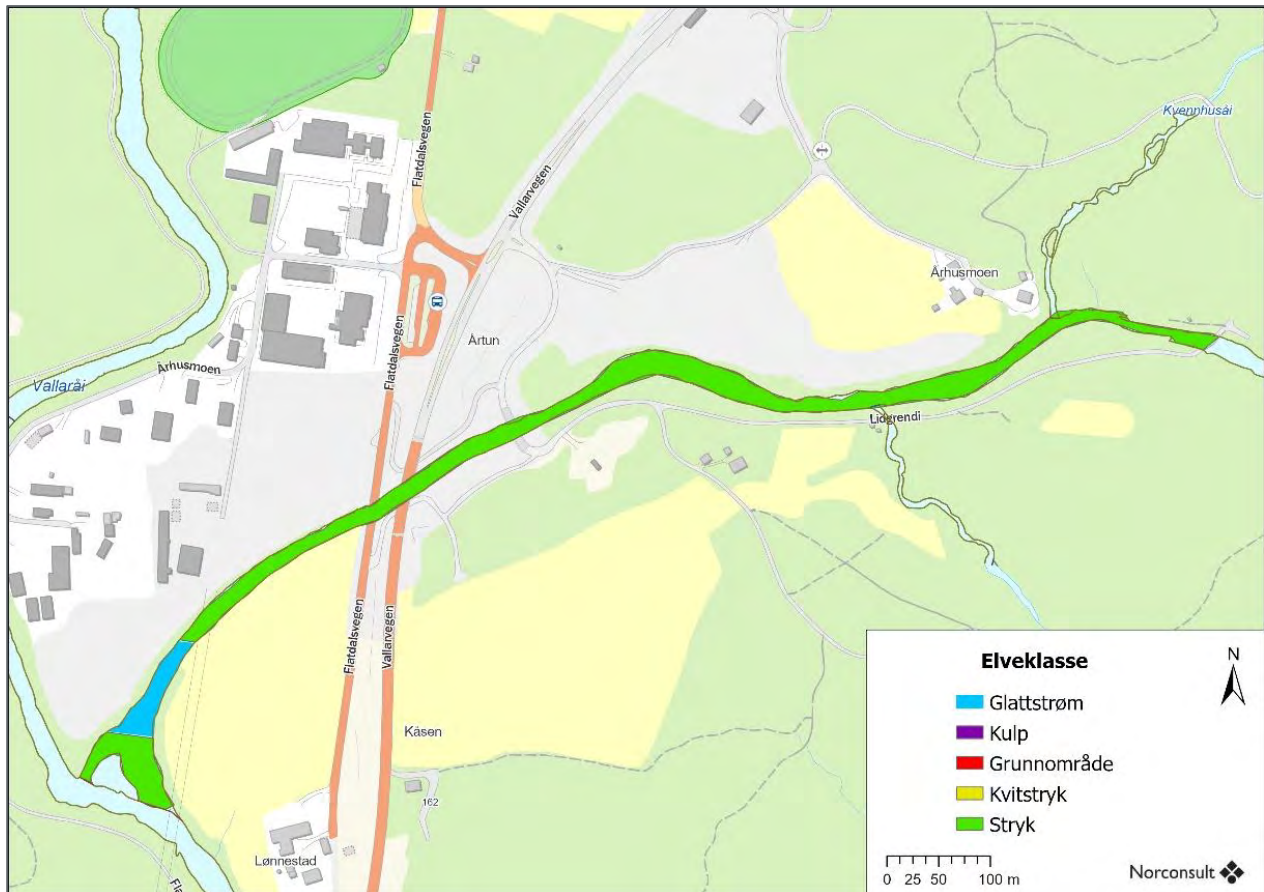 Kvennhusåi
Flatdalsvegen
Vallarvegen
Århusmoen
Årtun
Flatdalsvegen
Vallaråi
Århusmoen
Liogrendi
Flatdalsvegen
Vallarvegen
Kåsen
162
Lønnestad
Fla
Elveklasse
N
Glattstrøm
Kulp
Grunnområde
Kvitstryk
Stryk
0 25 50 100 m
Norconsult